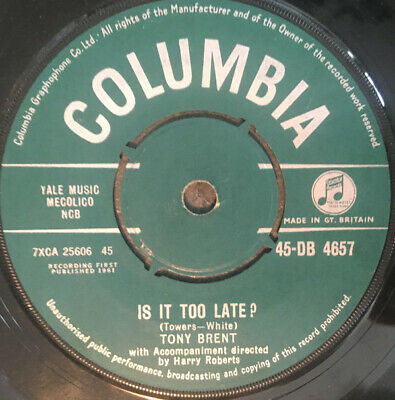 Columbia Graphophone Co. Ltd. · All rights of the Manufacturer and of the Owner of the recorded work reserved.
COLUMBIA
YALE MUSIC
MECOLICO
NCB
MADE IN GT. BRITAIN
7XCA 25606 45
45-DB 4657
RECORDING FIRST
PUBLISHED 1961
IS IT TOO LATE?
(Towers—White)
TONY BRENT
with Accompaniment directed
by Harry Roberts
Unauthorized public performance, broadcasting and copying of this record prohibited.